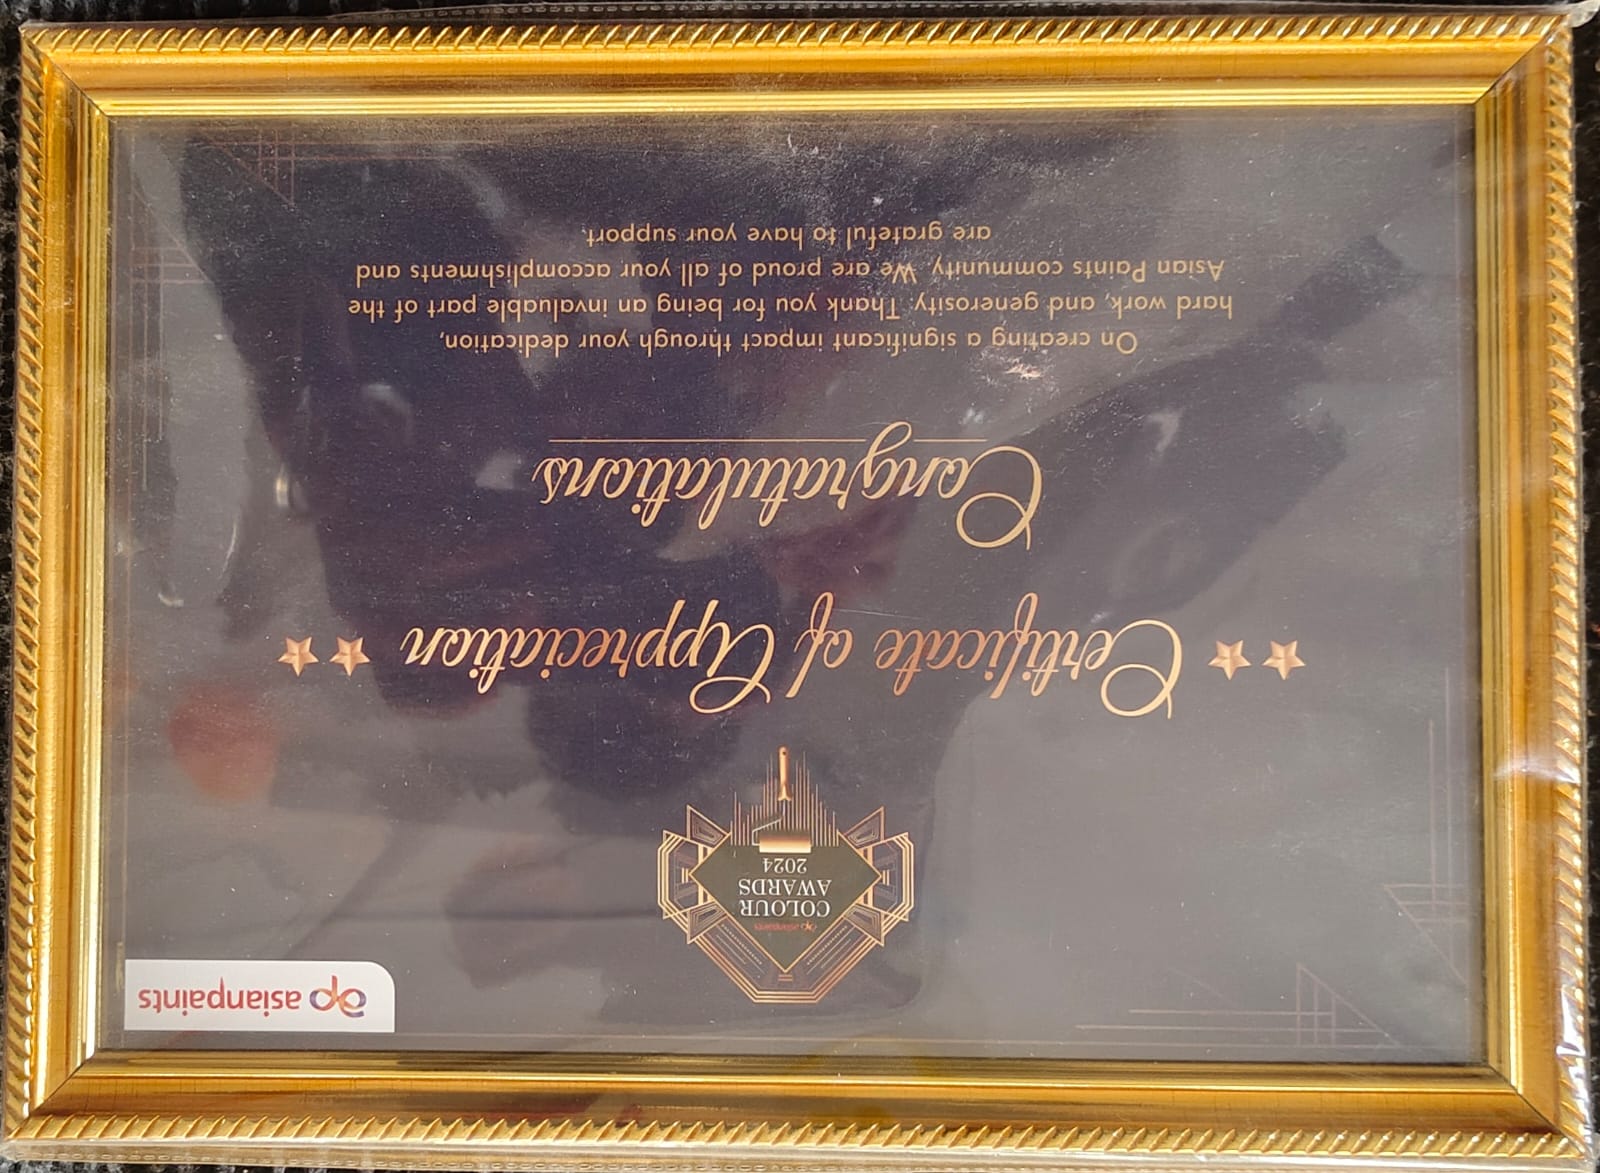 asianpaints
asianpaints
COLOUR
AWARDS
2024
Certificate of Appreciation
Congratulations
On creating a significant impact through your dedication,
hard work, and generosity. Thank you for being an invaluable part of the
Asian Paints community. We are proud of all your accomplishments and
are grateful to have your support.